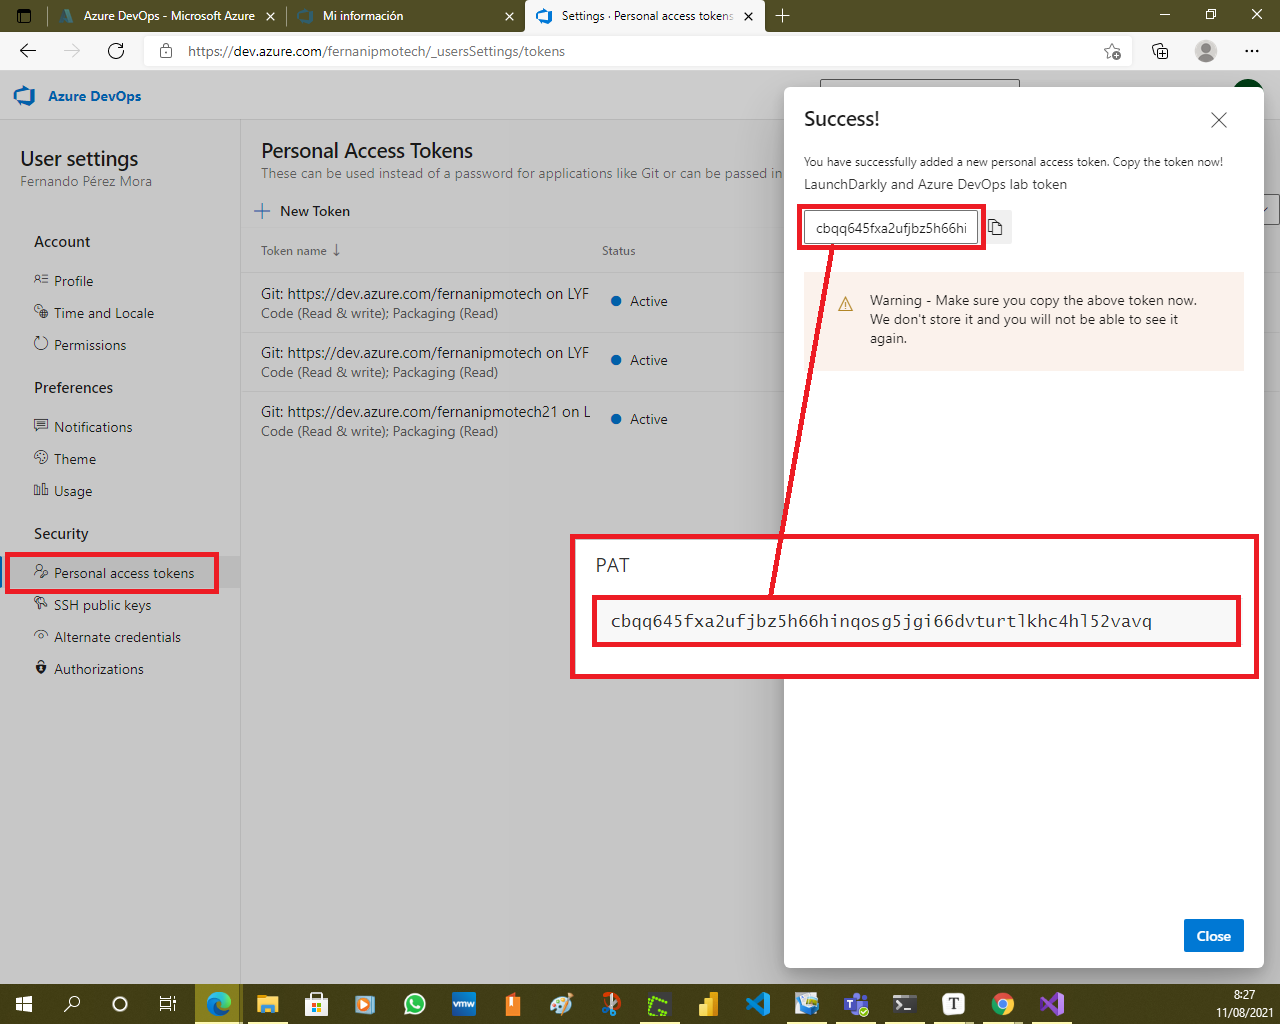 Azure DevOps - Microsoft Azure
Mi información
Settings · Personal access tokens
https://dev.azure.com/fernanipmotech/_usersSettings/tokens
Azure DevOps
User settings
Fernando Pérez Mora
Account
Profile
Time and Locale
Permissions
Preferences
Notifications
Theme
Usage
Security
Personal access tokens
SSH public keys
Alternate credentials
Authorizations
Personal Access Tokens
These can be used instead of a password for applications like Git or can be passed in
New Token
Token name ↓ Status
Git: https://dev.azure.com/fernanipmotech on LYF
Code (Read & write); Packaging (Read)
Active
Git: https://dev.azure.com/fernanipmotech on LYF
Code (Read & write); Packaging (Read)
Active
Git: https://dev.azure.com/fernanipmotech21 on L
Code (Read & write); Packaging (Read)
Active
Success!
You have successfully added a new personal access token. Copy the token now!
LaunchDarkly and Azure DevOps lab token
cbqq645fxa2ufjbz5h66hi
Warning - Make sure you copy the above token now.
We don't store it and you will not be able to see it
again.
PAT
cbqq645fxa2ufjbz5h66hinqosg5jgi66dvturtlkhc4hl52vavq
Close
vmw
T
8:27
11/08/2021